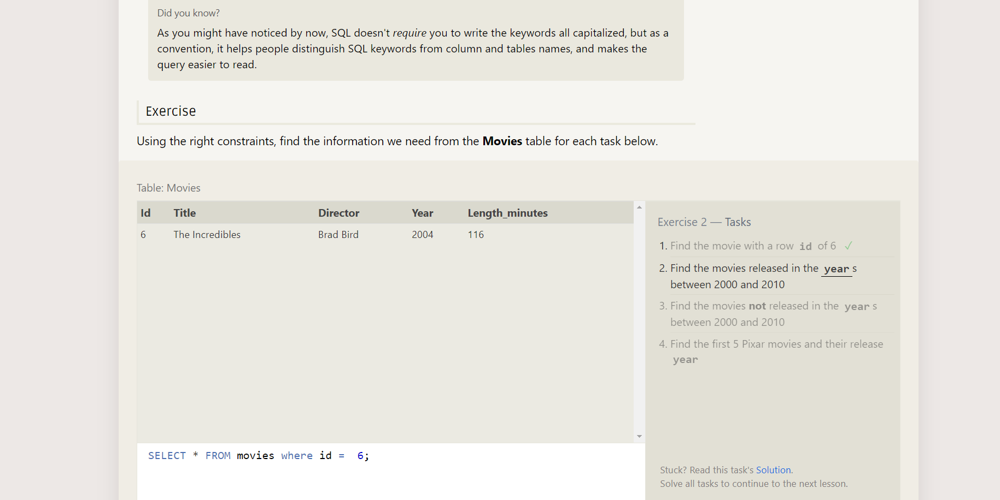 Did you know?
As you might have noticed by now, SQL doesn't require you to write the keywords all capitalized, but as a
convention, it helps people distinguish SQL keywords from column and tables names, and makes the
query easier to read.
Exercise
Using the right constraints, find the information we need from the Movies table for each task below.
Table: Movies
Id Title Director Year Length_minutes
6 The Incredibles Brad Bird 2004 116
SELECT * FROM movies where id =  6;
Exercise 2 — Tasks
1. Find the movie with a row id of 6 ✓
2. Find the movies released in the year s
between 2000 and 2010
3. Find the movies not released in the year s
between 2000 and 2010
4. Find the first 5 Pixar movies and their release
year
Stuck? Read this task's Solution.
Solve all tasks to continue to the next lesson.